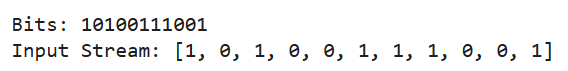 Bits: 10100111001
Input Stream: [1, 0, 1, 0, 0, 1, 1, 1, 0, 0, 1]